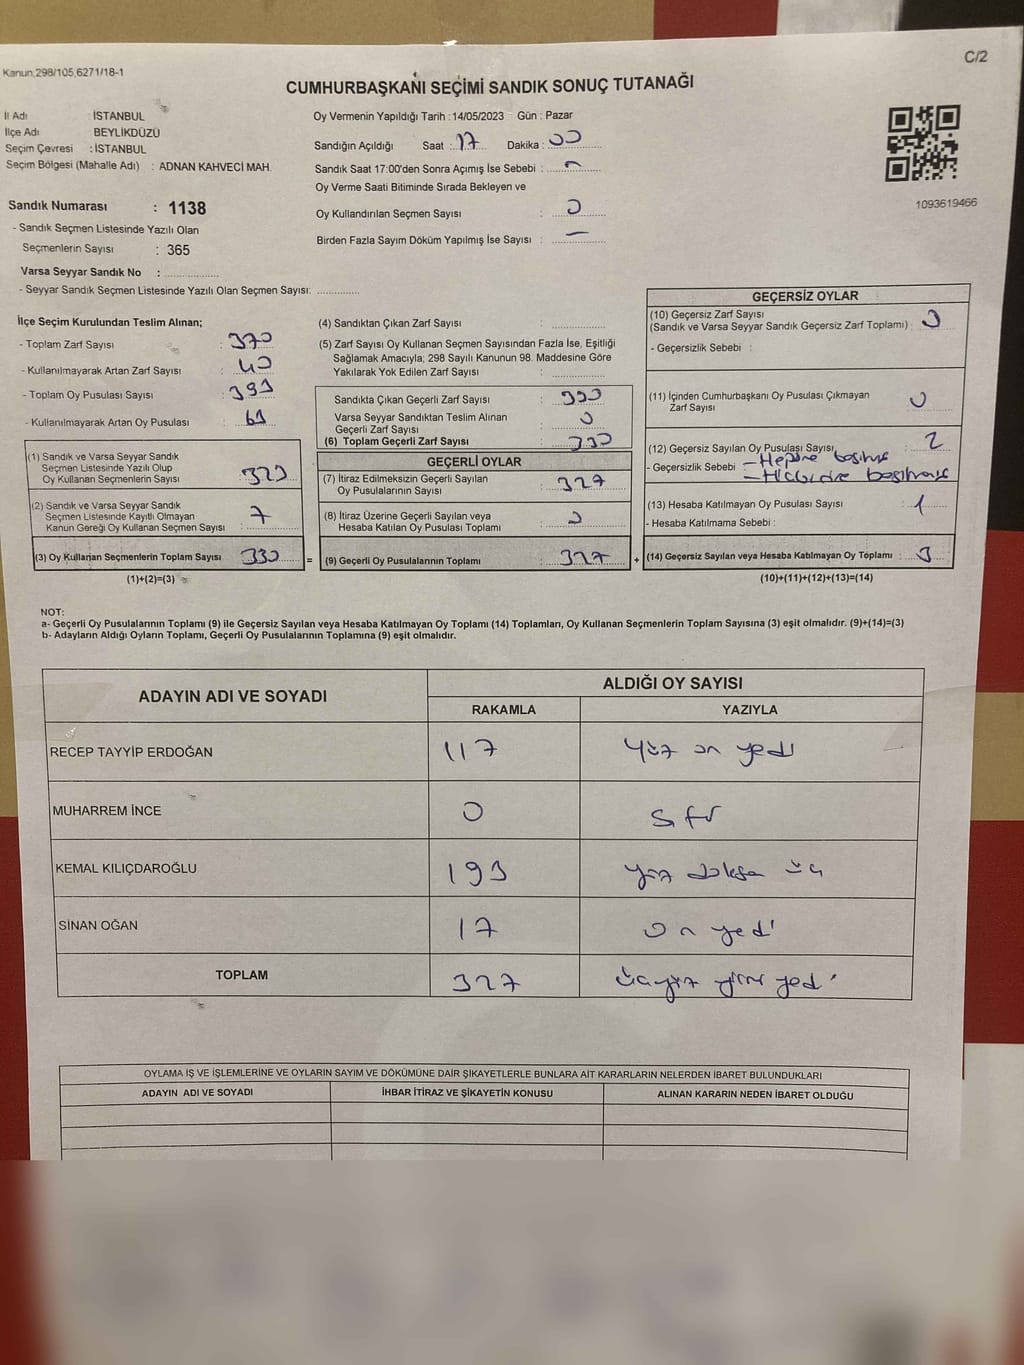 Kanun,298/105,6271/18-1
C/2
CUMHURBAŞKANI SEÇİMİ SANDIK SONUÇ TUTANAĞI
İl Adı : İSTANBUL
İlçe Adı : BEYLİKDÜZÜ
Seçim Çevresi : İSTANBUL
Seçim Bölgesi (Mahalle Adı) : ADNAN KAHVECİ MAH.
Sandık Numarası : 1138
- Sandık Seçmen Listesinde Yazılı Olan
Seçmenlerin Sayısı : 365
Varsa Seyyar Sandık No :
- Seyyar Sandık Seçmen Listesinde Yazılı Olan Seçmen Sayısı:
Oy Vermenin Yapıldığı Tarih : 14/05/2023 Gün : Pazar
Sandığın Açıldığı Saat : 17 Dakika : 00
Sandık Saat 17:00'den Sonra Açımış İse Sebebi :
Oy Verme Saati Bitiminde Sırada Bekleyen ve
Oy Kullandırılan Seçmen Sayısı : 0
Birden Fazla Sayım Döküm Yapılmış İse Sayısı : —
1093619466
İlçe Seçim Kurulundan Teslim Alınan;
- Toplam Zarf Sayısı : 370
- Kullanılmayarak Artan Zarf Sayısı : 40
- Toplam Oy Pusulası Sayısı : 393
- Kullanılmayarak Artan Oy Pusulası : 63
(1) Sandık ve Varsa Seyyar Sandık
Seçmen Listesinde Yazılı Olup
Oy Kullanan Seçmenlerin Sayısı : 323
(2) Sandık ve Varsa Seyyar Sandık
Seçmen Listesinde Kayıtlı Olmayan
Kanun Gereği Oy Kullanan Seçmen Sayısı : 7
(3) Oy Kullanan Seçmenlerin Toplam Sayısı : 330
(1)+(2)=(3)
(4) Sandıktan Çıkan Zarf Sayısı :
(5) Zarf Sayısı Oy Kullanan Seçmen Sayısından Fazla İse, Eşitliği
Sağlamak Amacıyla; 298 Sayılı Kanunun 98. Maddesine Göre
Yakılarak Yok Edilen Zarf Sayısı :
Sandıkta Çıkan Geçerli Zarf Sayısı : 330
Varsa Seyyar Sandıktan Teslim Alınan
Geçerli Zarf Sayısı : 0
(6) Toplam Geçerli Zarf Sayısı : 330
GEÇERLİ OYLAR
(7) İtiraz Edilmeksizin Geçerli Sayılan
Oy Pusulalarının Sayısı : 327
(8) İtiraz Üzerine Geçerli Sayılan veya
Hesaba Katılan Oy Pusulası Toplamı : 0
= (9) Geçerli Oy Pusulalarının Toplamı : 327 +
GEÇERSİZ OYLAR
(10) Geçersiz Zarf Sayısı
(Sandık ve Varsa Seyyar Sandık Geçersiz Zarf Toplamı) : 0
- Geçersizlik Sebebi :
(11) İçinden Cumhurbaşkanı Oy Pusulası Çıkmayan
Zarf Sayısı : 0
(12) Geçersiz Sayılan Oy Pusulası Sayısı : 2
- Geçersizlik Sebebi - Hepsine basılmış
(13) Hesaba Katılmayan Oy Pusulası Sayısı : 1
- Hesaba Katılmama Sebebi :
(14) Geçersiz Sayılan veya Hesaba Katılmayan Oy Toplamı : 3
(10)+(11)+(12)+(13)=(14)
NOT:
a- Geçerli Oy Pusulalarının Toplamı (9) ile Geçersiz Sayılan veya Hesaba Katılmayan Oy Toplamı (14) Toplamları, Oy Kullanan Seçmenlerin Toplam Sayısına (3) eşit olmalıdır. (9)+(14)=(3)
b- Adayların Aldığı Oyların Toplamı, Geçerli Oy Pusulalarının Toplamına (9) eşit olmalıdır.
ADAYIN ADI VE SOYADI ALDIĞI OY SAYISI
RAKAMLA YAZIYLA
RECEP TAYYİP ERDOĞAN 117 Yüz on yedi
MUHARREM İNCE 0 Sıfır
KEMAL KILIÇDAROĞLU 193 yüz doksan üç
SİNAN OĞAN 17 On yedi
TOPLAM 327 üçyüz yirmi yedi
OYLAMA İŞ VE İŞLEMLERİNE VE OYLARIN SAYIM VE DÖKÜMÜNE DAİR ŞİKAYETLERLE BUNLARA AİT KARARLARIN NELERDEN İBARET BULUNDUKLARI
ADAYIN ADI VE SOYADI İHBAR İTİRAZ VE ŞİKAYETİN KONUSU ALINAN KARARIN NEDEN İBARET OLDUĞU